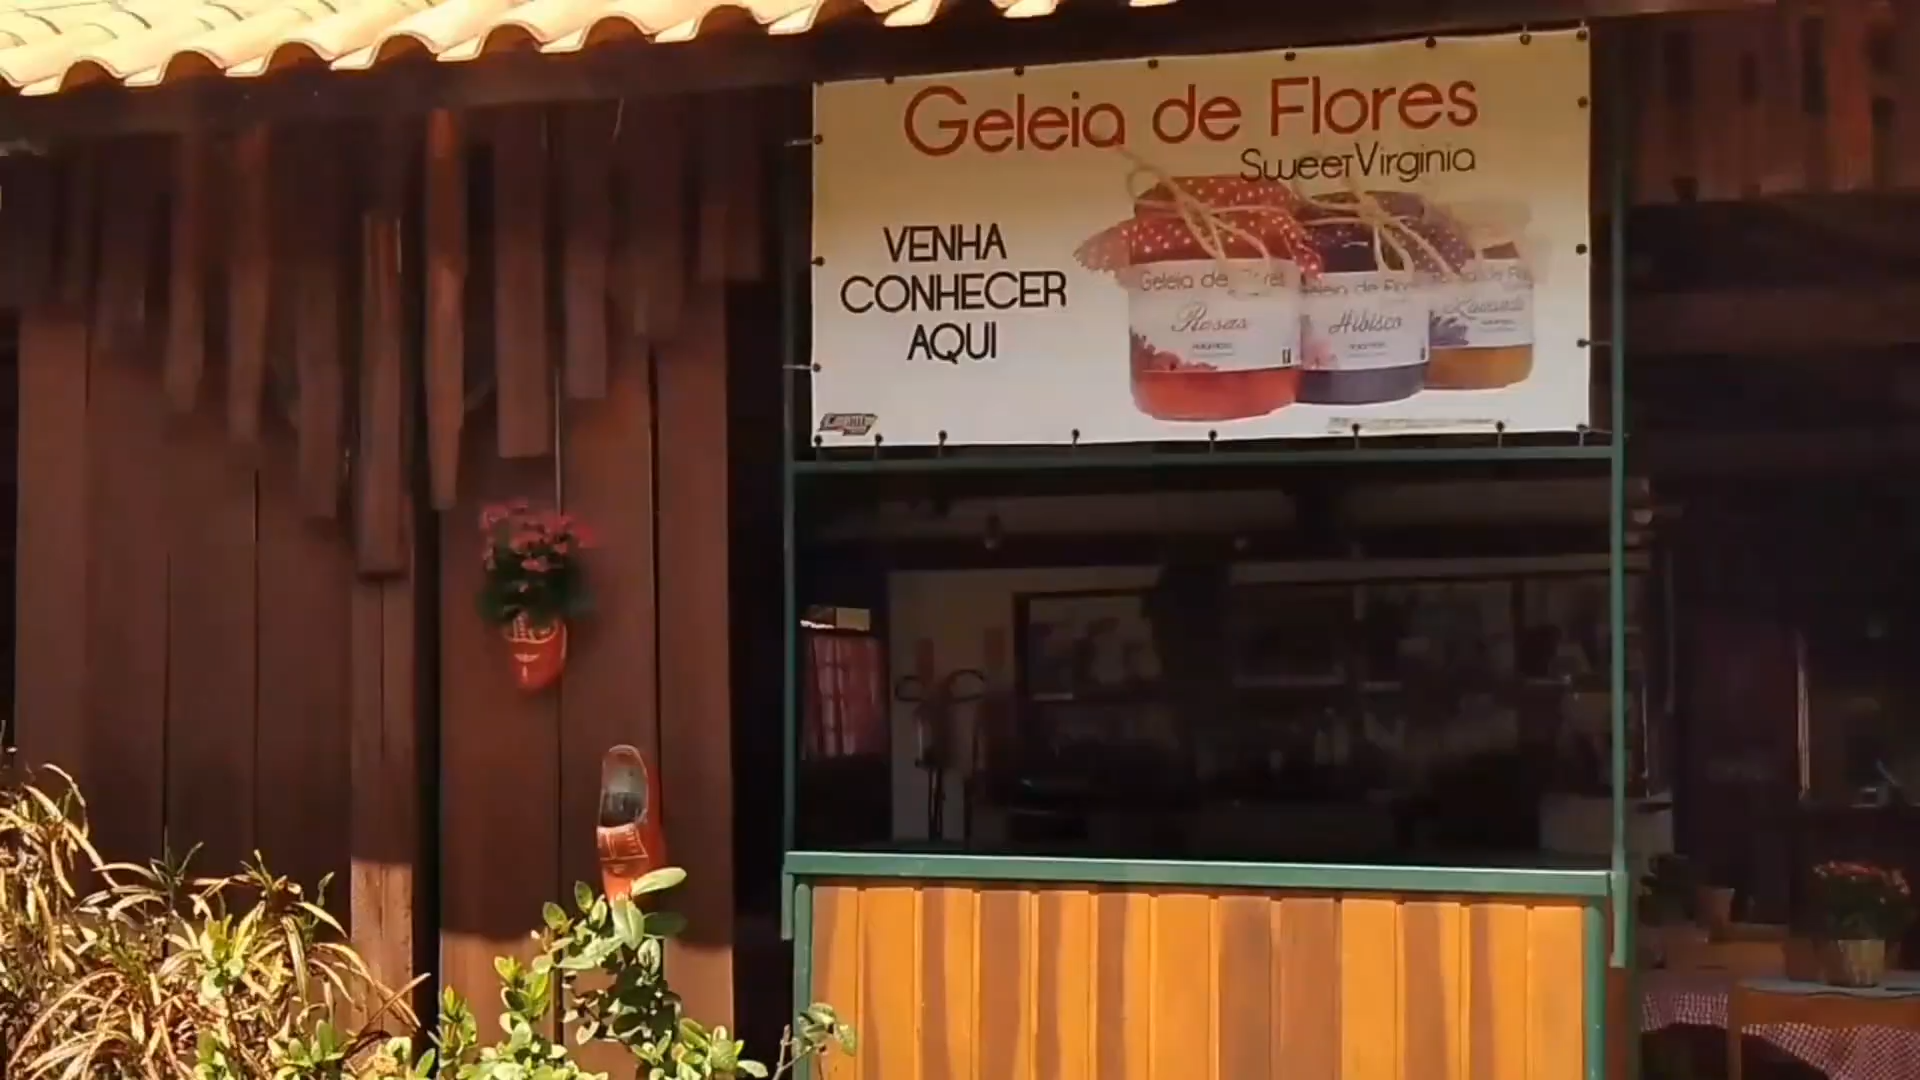 Geleia de Flores
SweetVirginia
VENHA
CONHECER
AQUI
Geleia de Flores
Rosas
Geleia de Flores
Hibisco